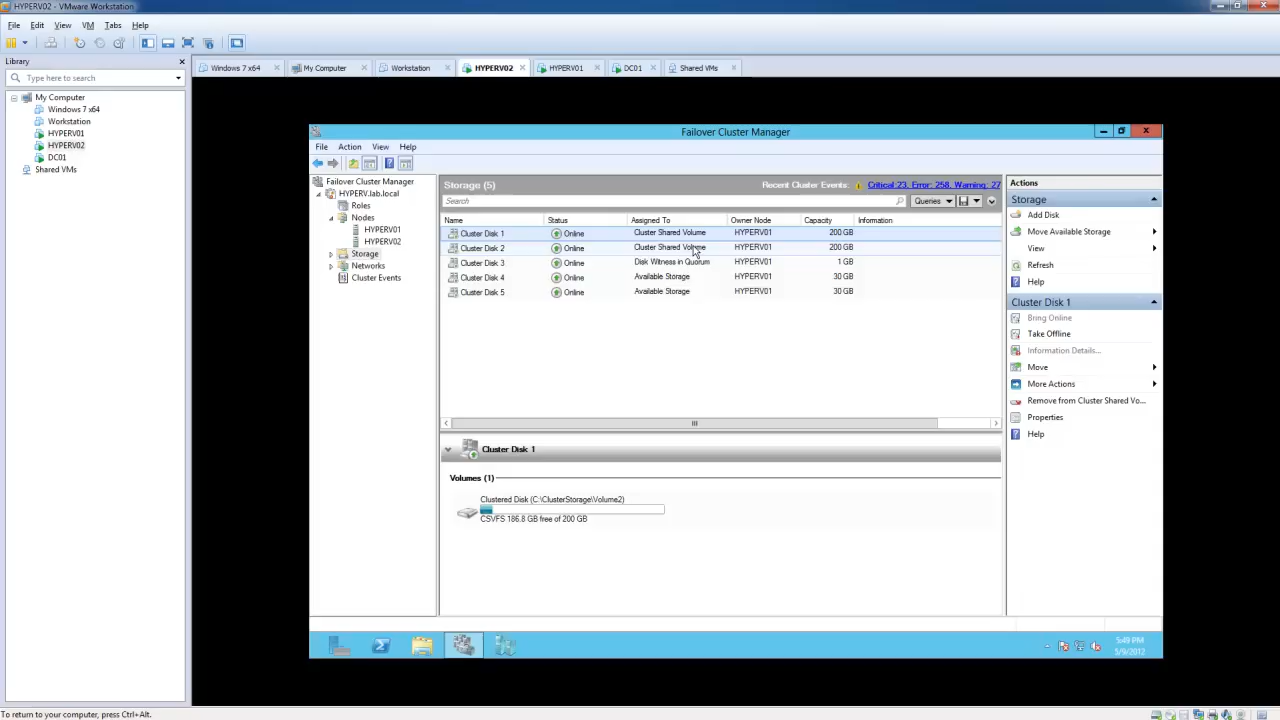 HYPERV02 - VMware Workstation
File Edit View VM Tabs Help
Library
Type here to search
My Computer
Windows 7 x64
Workstation
HYPERV01
HYPERV02
DC01
Shared VMs
Windows 7 x64 My Computer Workstation HYPERV02 HYPERV01 DC01 Shared VMs
Failover Cluster Manager
File Action View Help
Failover Cluster Manager
HYPERV.lab.local
Roles
Nodes
HYPERV01
HYPERV02
Storage
Networks
Cluster Events
Storage (5) Recent Cluster Events: Critical:23, Error: 258, Warning: 27
Search Queries
Name Status Assigned To Owner Node Capacity Information
Cluster Disk 1 Online Cluster Shared Volume HYPERV01 200 GB
Cluster Disk 2 Online Cluster Shared Volume HYPERV01 200 GB
Cluster Disk 3 Online Disk Witness in Quorum HYPERV01 1 GB
Cluster Disk 4 Online Available Storage HYPERV01 30 GB
Cluster Disk 5 Online Available Storage HYPERV01 30 GB
Cluster Disk 1
Volumes (1)
Clustered Disk (C:\ClusterStorage\Volume2)
CSVFS 186.8 GB free of 200 GB
Actions
Storage
Add Disk
Move Available Storage
View
Refresh
Help
Cluster Disk 1
Bring Online
Take Offline
Information Details...
Move
More Actions
Remove from Cluster Shared Vo...
Properties
Help
5:49 PM
5/9/2012
To return to your computer, press Ctrl+Alt.